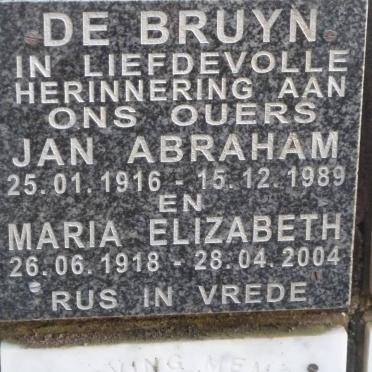 DE BRUYN
IN LIEFDEVOLLE
HERINNERING AAN
ONS OUERS
JAN ABRAHAM
25.01.1916 - 15.12.1989
EN
MARIA ELIZABETH
26.06.1918 - 28.04.2004
RUS IN VREDE